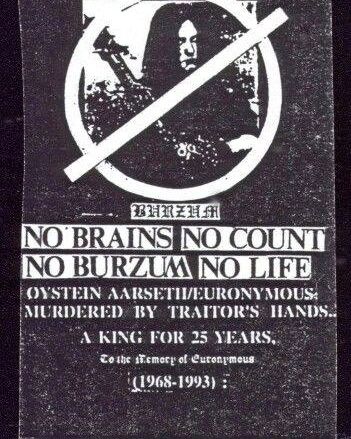 BURZUM
NO BRAINS NO COUNT
NO BURZUM NO LIFE
ØYSTEIN AARSETH/EURONYMOUS:
MURDERED BY TRAITOR'S HANDS..
A KING FOR 25 YEARS,
To the Memory of Euronymous
(1968-1993) :